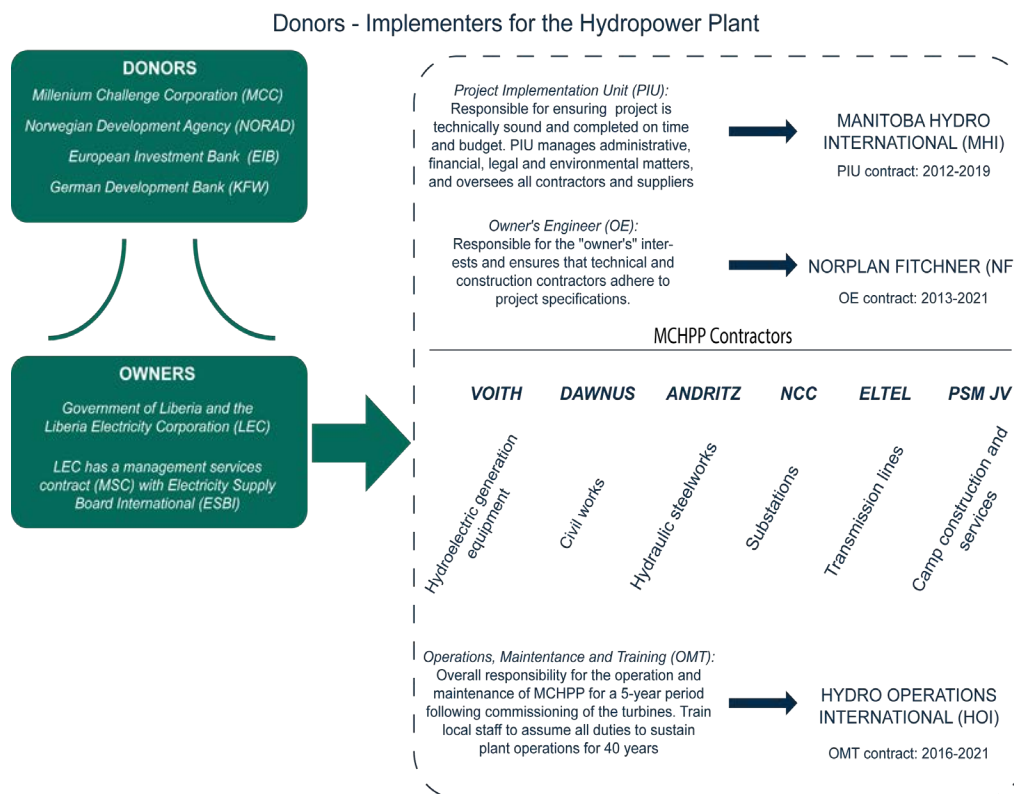 Donors - Implementers for the Hydropower Plant
DONORS
Millenium Challenge Corporation (MCC)
Norwegian Development Agency (NORAD)
European Investment Bank (EIB)
German Development Bank (KFW)
OWNERS
Government of Liberia and the
Liberia Electricity Corporation (LEC)
LEC has a management services
contract (MSC) with Electricity Supply
Board International (ESBI)
Project Implementation Unit (PIU):
Responsible for ensuring project is
technically sound and completed on time
and budget. PIU manages administrative,
financial, legal and environmental matters,
and oversees all contractors and suppliers
MANITOBA HYDRO
INTERNATIONAL (MHI)
PIU contract: 2012-2019
Owner's Engineer (OE):
Responsible for the "owner's" inter-
ests and ensures that technical and
construction contractors adhere to
project specifications.
NORPLAN FITCHNER (NF
OE contract: 2013-2021
MCHPP Contractors
VOITH DAWNUS ANDRITZ NCC ELTEL PSM JV
Hydroelectric generation
equipment
Civil works
Hydraulic steelworks
Substations
Transmission lines
Camp construction and
services
Operations, Maintentance and Training (OMT):
Overall responsibility for the operation and
maintenance of MCHPP for a 5-year period
following commissioning of the turbines. Train
local staff to assume all duties to sustain
plant operations for 40 years
HYDRO OPERATIONS
INTERNATIONAL (HOI)
OMT contract: 2016-2021